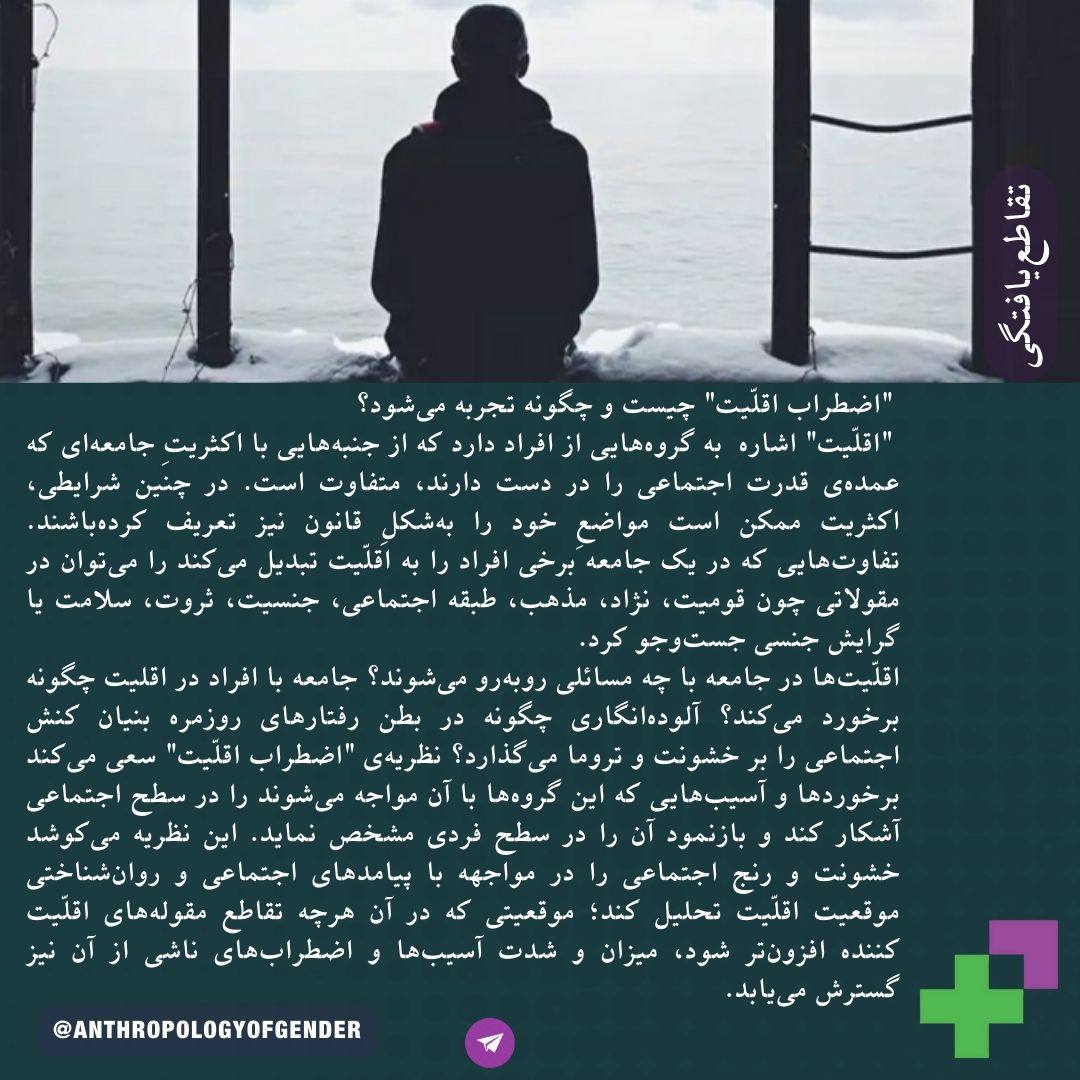 تقاطع‌یافتگی
"اضطراب اقلّیت" چیست و چگونه تجربه می‌شود؟
"اقلّیت" اشاره به گروه‌هایی از افراد دارد که از جنبه‌هایی با اکثریتِ جامعه‌ای که
عمده‌ی قدرت اجتماعی را در دست دارند، متفاوت است. در چنین شرایطی،
اکثریت ممکن است مواضعِ خود را به‌شکلِ قانون نیز تعریف کرده‌باشند.
تفاوت‌هایی که در یک جامعه برخی افراد را به اقلّیت تبدیل می‌کند را می‌توان در
مقولاتی چون قومیت، نژاد، مذهب، طبقه اجتماعی، جنسیت، ثروت، سلامت یا
گرایش جنسی جست‌وجو کرد.
اقلّیت‌ها در جامعه با چه مسائلی روبه‌رو می‌شوند؟ جامعه با افراد در اقلیت چگونه
برخورد می‌کند؟ آلوده‌انگاری چگونه در بطن رفتارهای روزمره بنیان کنش
اجتماعی را بر خشونت و تروما می‌گذارد؟ نظریه‌ی "اضطراب اقلّیت" سعی می‌کند
برخوردها و آسیب‌هایی که این گروه‌ها با آن مواجه می‌شوند را در سطح اجتماعی
آشکار کند و بازنمود آن را در سطح فردی مشخص نماید. این نظریه می‌کوشد
خشونت و رنج اجتماعی را در مواجهه با پیامدهای اجتماعی و روان‌شناختی
موقعیت اقلّیت تحلیل کند؛ موقعیتی که در آن هرچه تقاطع مقوله‌های اقلّیت
کننده افزون‌تر شود، میزان و شدت آسیب‌ها و اضطراب‌های ناشی از آن نیز
گسترش می‌یابد.
@ANTHROPOLOGYOFGENDER